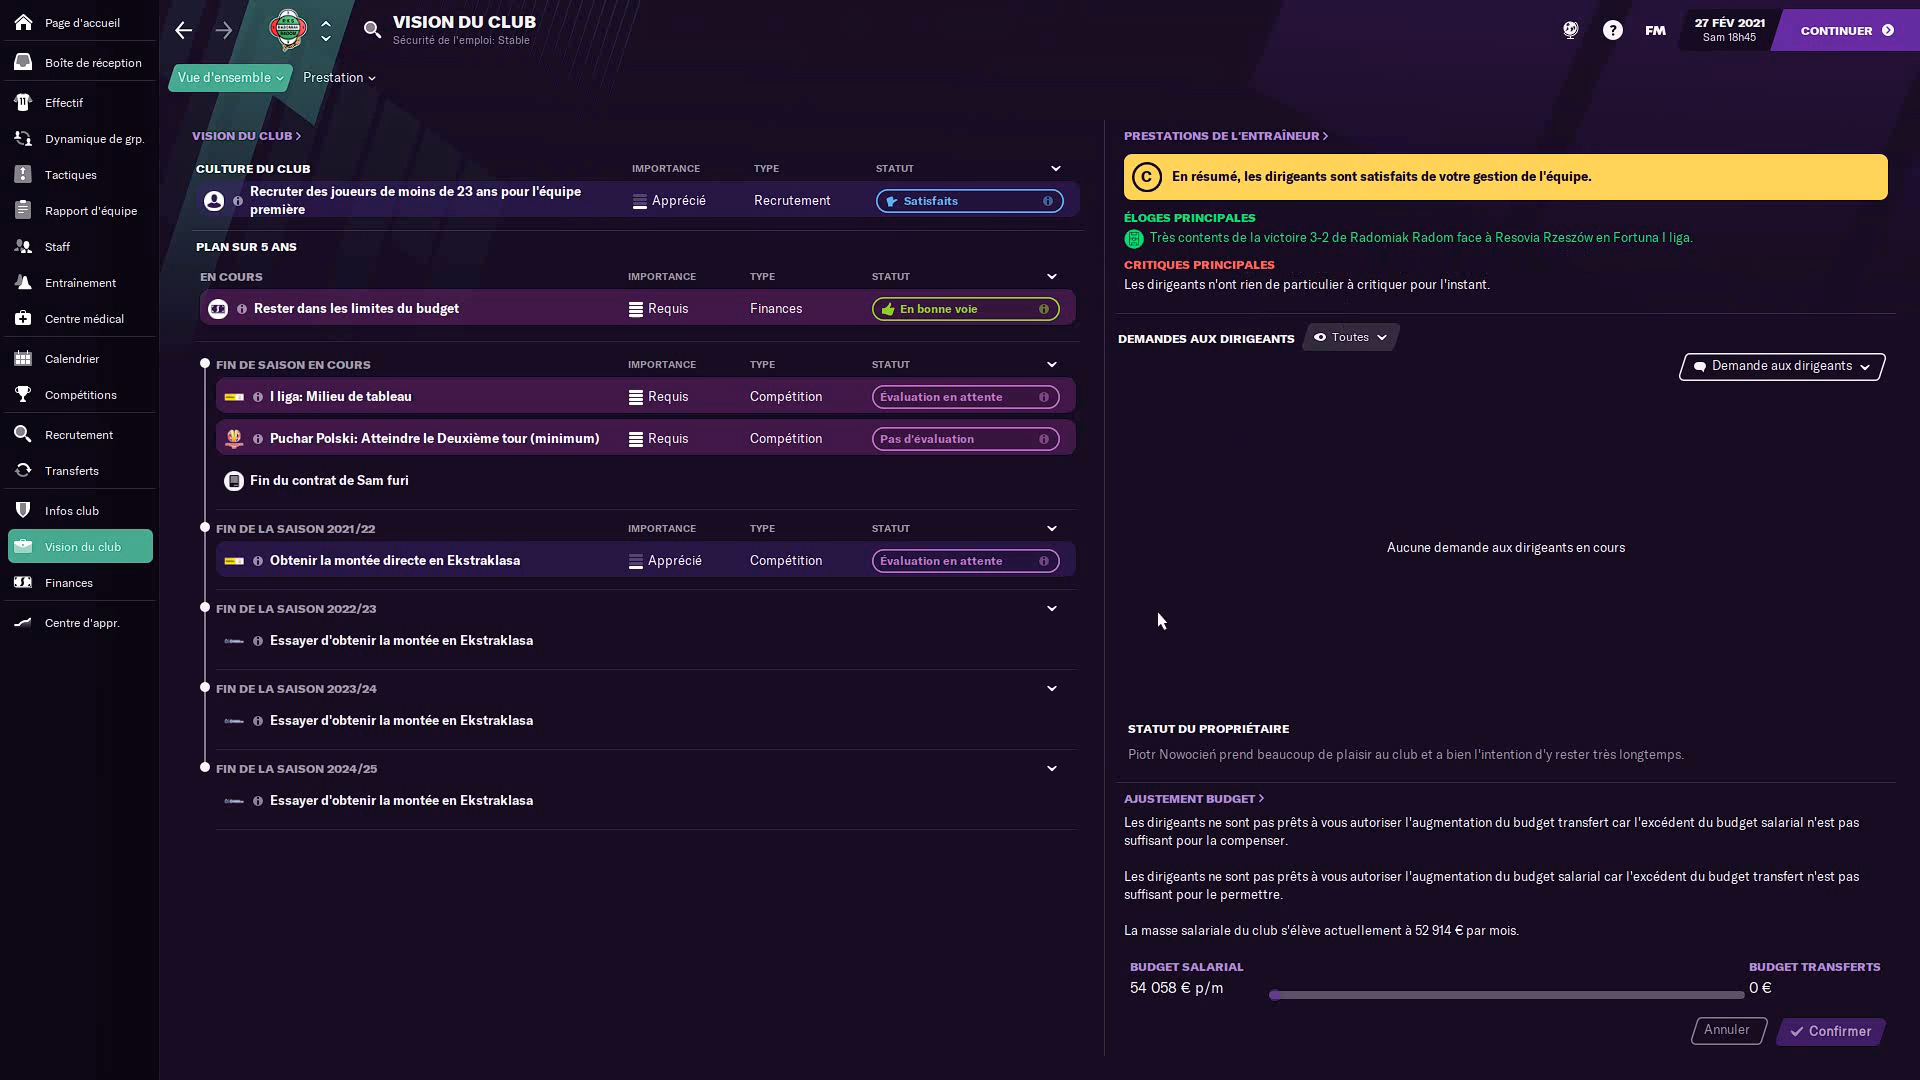 Page d'accueil
Boîte de réception
Effectif
Dynamique de grp.
Tactiques
Rapport d'équipe
Staff
Entraînement
Centre médical
Calendrier
Compétitions
Recrutement
Transferts
Infos club
Vision du club
Finances
Centre d'appr.
VISION DU CLUB
Sécurité de l'emploi: Stable
? FM
27 FÉV 2021
Sam 18h45
CONTINUER
Vue d'ensemble Prestation
VISION DU CLUB >
CULTURE DU CLUB IMPORTANCE TYPE STATUT
Recruter des joueurs de moins de 23 ans pour l'équipe
première
Apprécié Recrutement Satisfaits
PLAN SUR 5 ANS
EN COURS IMPORTANCE TYPE STATUT
Rester dans les limites du budget Requis Finances En bonne voie
FIN DE SAISON EN COURS IMPORTANCE TYPE STATUT
I liga: Milieu de tableau Requis Compétition Évaluation en attente
Puchar Polski: Atteindre le Deuxième tour (minimum) Requis Compétition Pas d'évaluation
Fin du contrat de Sam furi
FIN DE LA SAISON 2021/22 IMPORTANCE TYPE STATUT
Obtenir la montée directe en Ekstraklasa Apprécié Compétition Évaluation en attente
FIN DE LA SAISON 2022/23
Essayer d'obtenir la montée en Ekstraklasa
FIN DE LA SAISON 2023/24
Essayer d'obtenir la montée en Ekstraklasa
FIN DE LA SAISON 2024/25
Essayer d'obtenir la montée en Ekstraklasa
PRESTATIONS DE L'ENTRAÎNEUR >
C En résumé, les dirigeants sont satisfaits de votre gestion de l'équipe.
ÉLOGES PRINCIPALES
Très contents de la victoire 3-2 de Radomiak Radom face à Resovia Rzeszów en Fortuna I liga.
CRITIQUES PRINCIPALES
Les dirigeants n'ont rien de particulier à critiquer pour l'instant.
DEMANDES AUX DIRIGEANTS Toutes
Demande aux dirigeants
Aucune demande aux dirigeants en cours
STATUT DU PROPRIÉTAIRE
Piotr Nowocień prend beaucoup de plaisir au club et a bien l'intention d'y rester très longtemps.
AJUSTEMENT BUDGET >
Les dirigeants ne sont pas prêts à vous autoriser l'augmentation du budget transfert car l'excédent du budget salarial n'est pas
suffisant pour la compenser.
Les dirigeants ne sont pas prêts à vous autoriser l'augmentation du budget salarial car l'excédent du budget transfert n'est pas
suffisant pour le permettre.
La masse salariale du club s'élève actuellement à 52 914 € par mois.
BUDGET SALARIAL BUDGET TRANSFERTS
54 058 € p/m 0 €
Annuler Confirmer